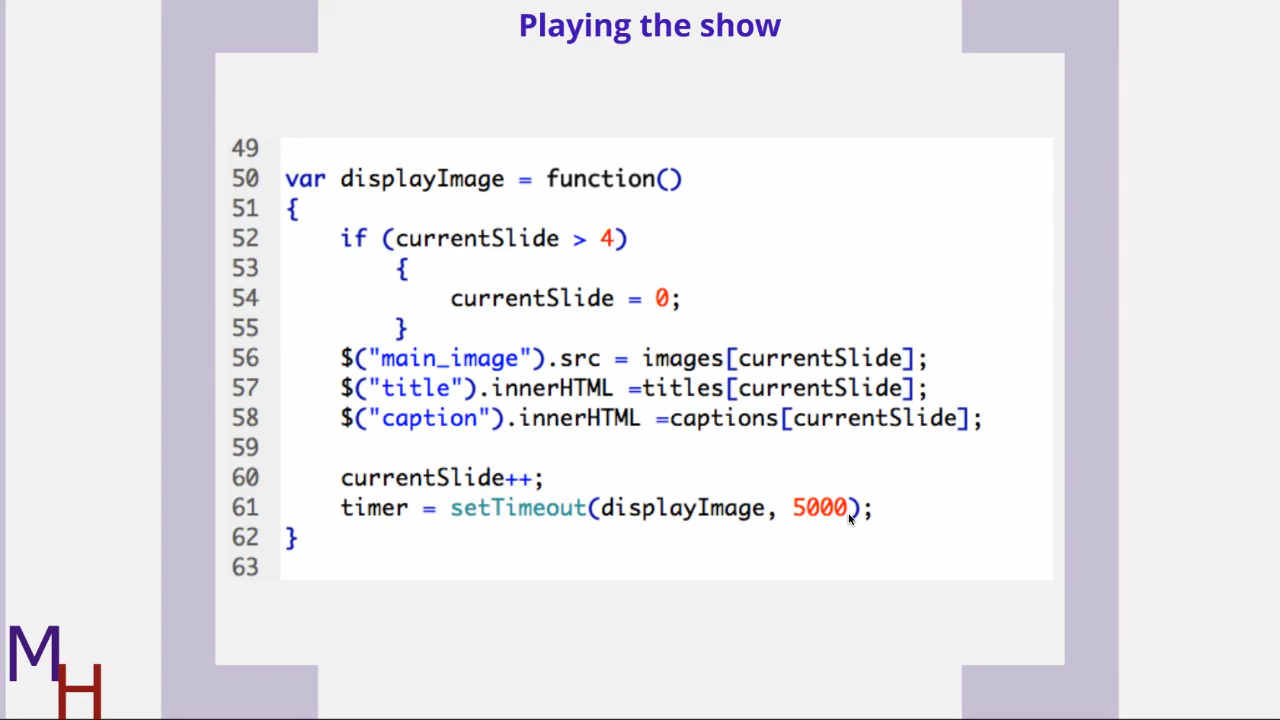 Playing the show
49
50 var displayImage = function()
51 {
52 if (currentSlide > 4)
53 {
54 currentSlide = 0;
55 }
56 $("main_image").src = images[currentSlide];
57 $("title").innerHTML =titles[currentSlide];
58 $("caption").innerHTML =captions[currentSlide];
59
60 currentSlide++;
61 timer = setTimeout(displayImage, 5000);
62 }
63
MH